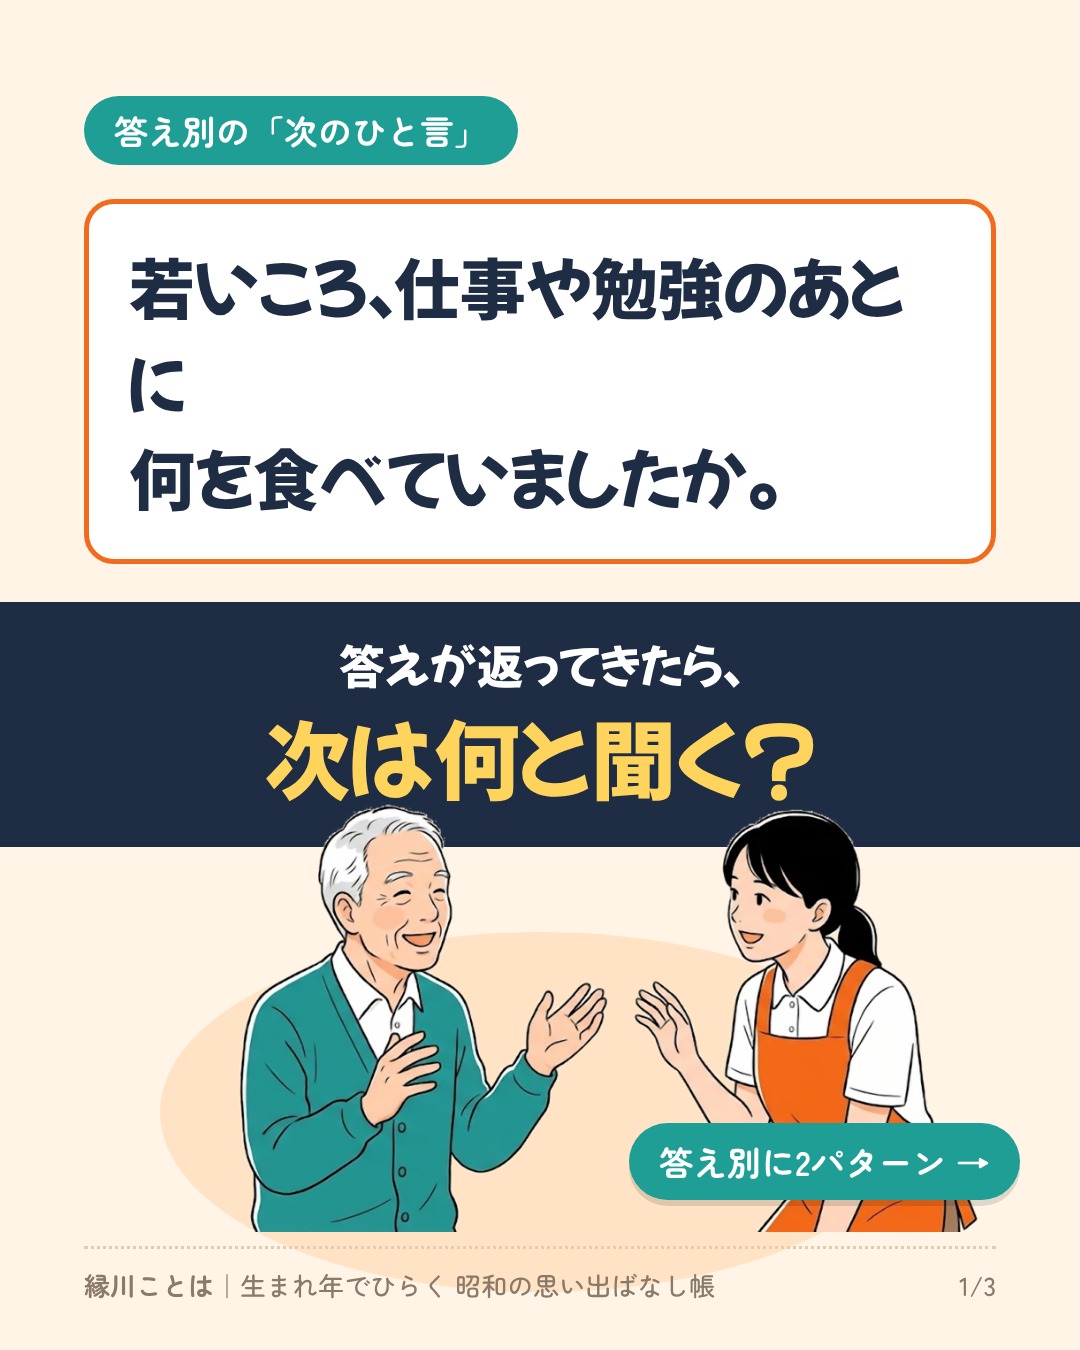 答え別の「次のひと言」
若いころ、仕事や勉強のあと
に
何を食べていましたか。
答えが返ってきたら、
次は何と聞く？
答え別に2パターン →
縁川ことは｜生まれ年でひらく 昭和の思い出ばなし帳
1/3